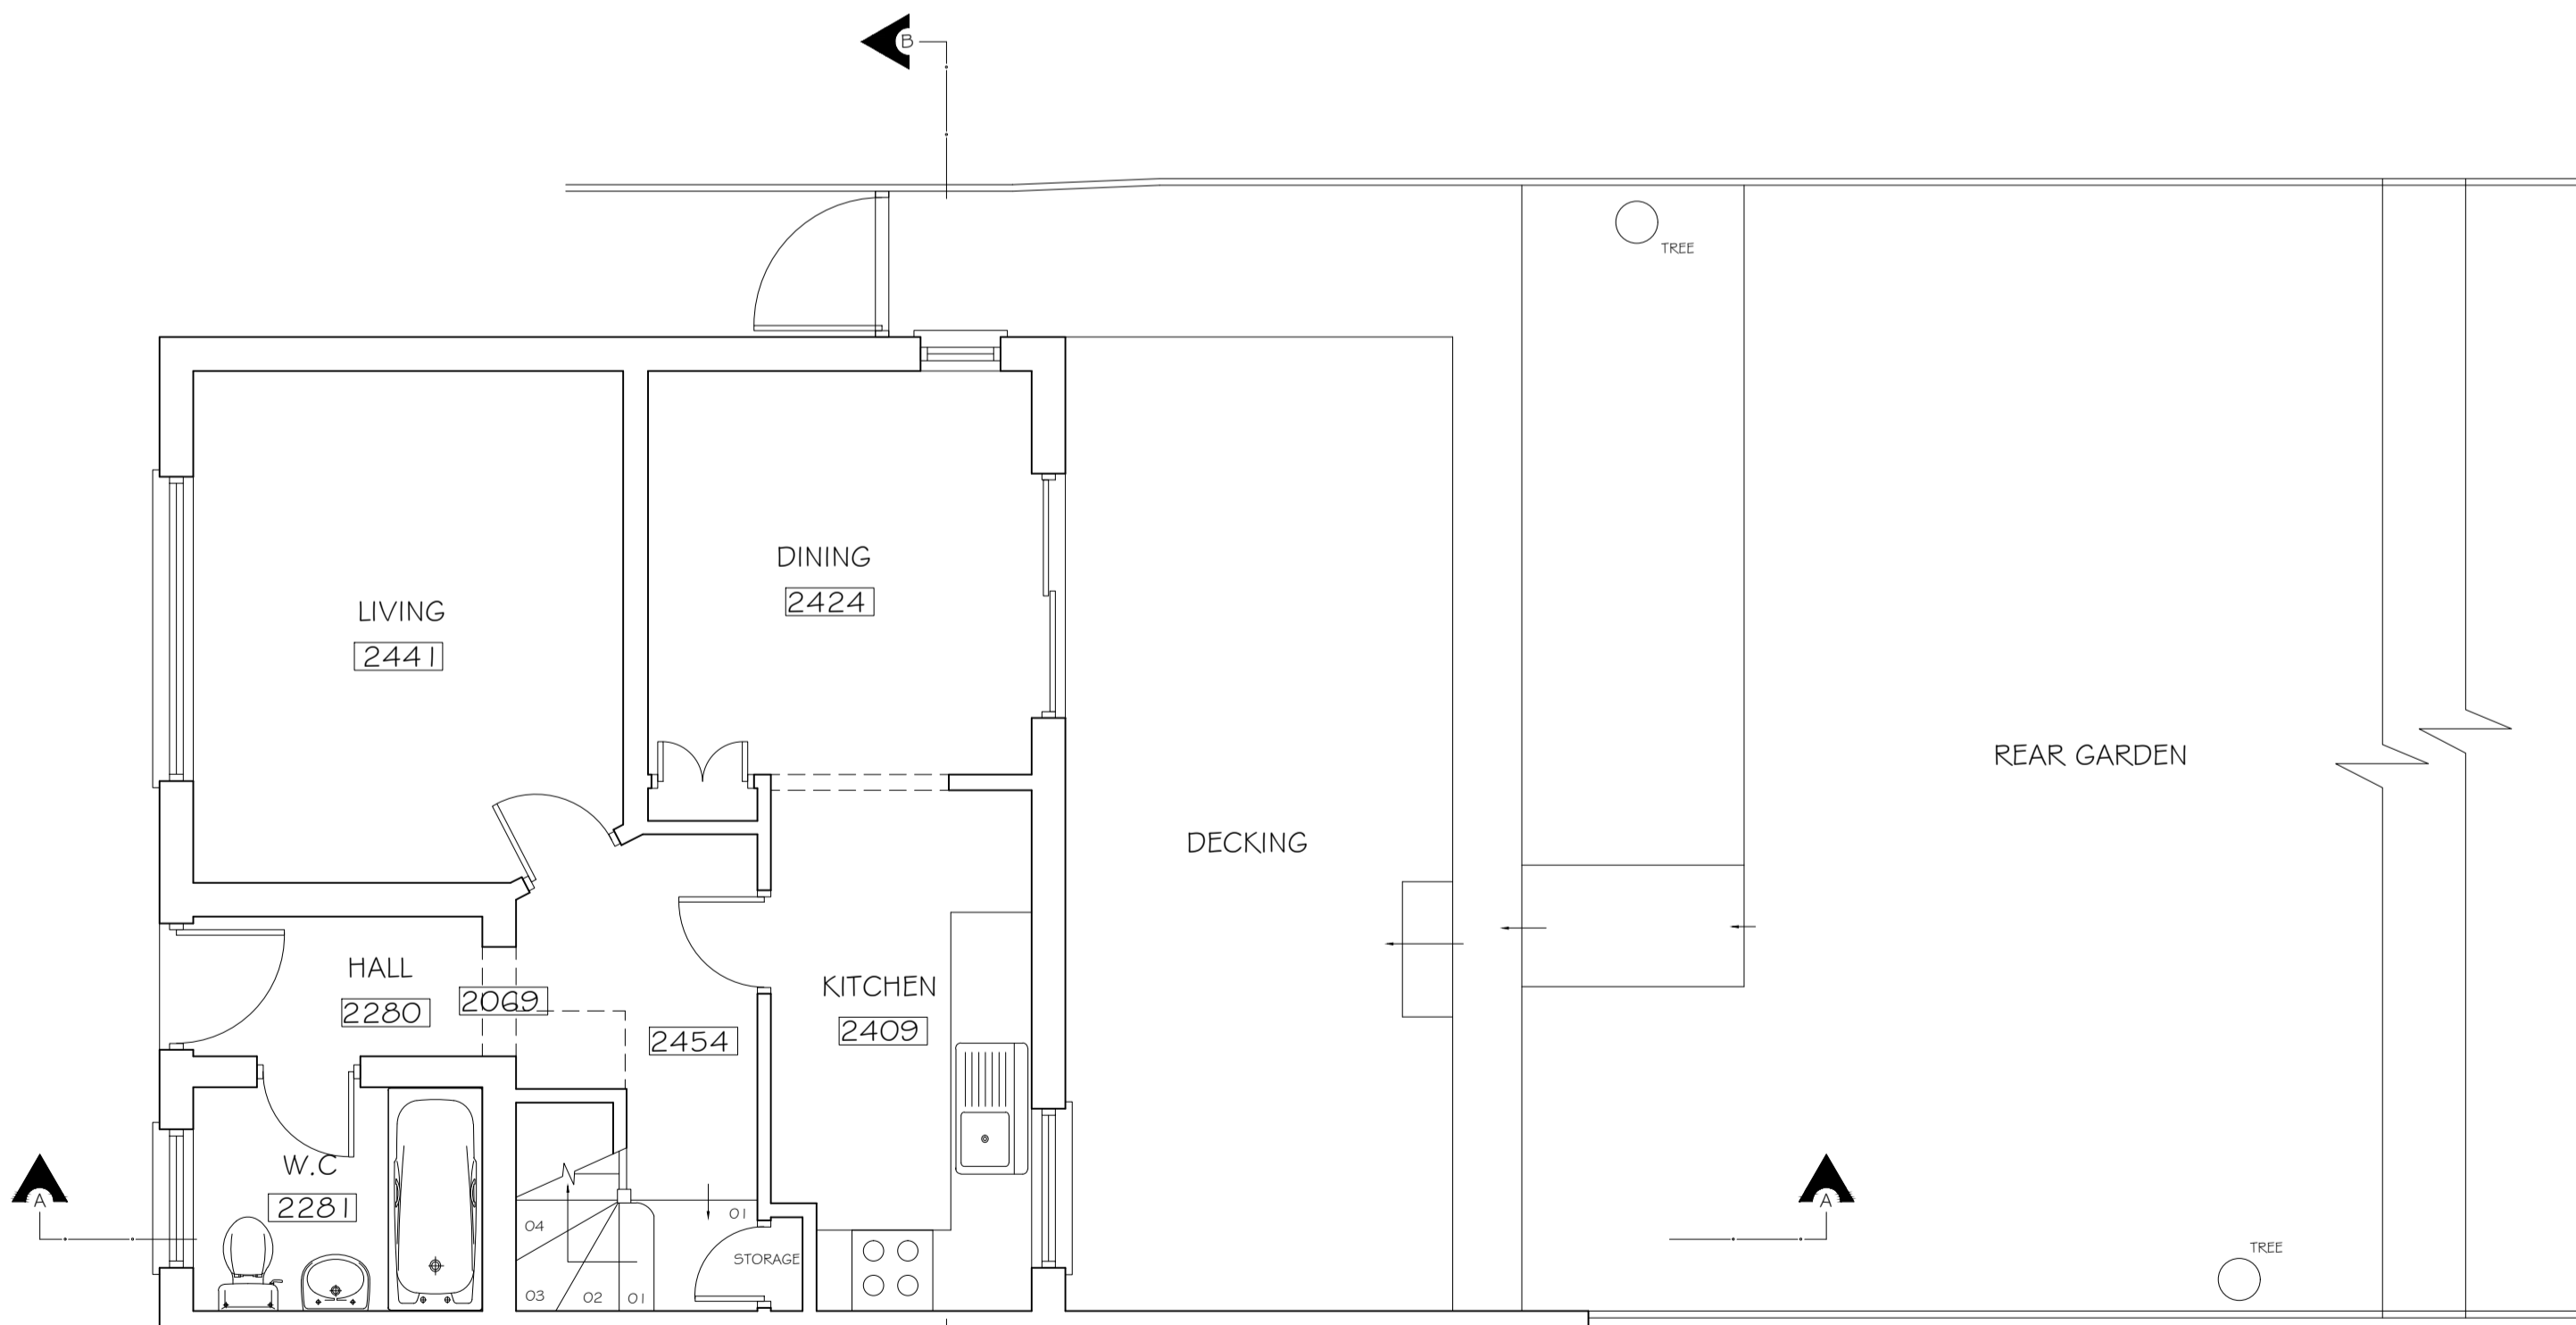 B
TREE
DINING
2424
LIVING
2441
REAR GARDEN
DECKING
HALL
2280
2069
KITCHEN
2409
2454
W.C
2281
A
A
04
01
STORAGE
03
02
01
TREE